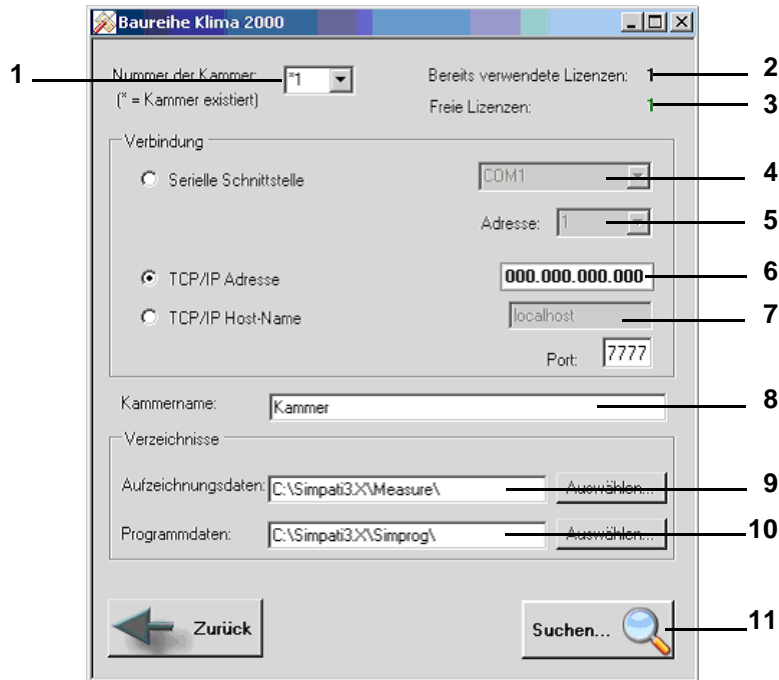 Baureihe Klima 2000
1
Nummer der Kammer: *1
(* = Kammer existiert)
Bereits verwendete Lizenzen: 1 2
Freie Lizenzen: 1 3
Verbindung
Serielle Schnittstelle COM1 4
Adresse: 1 5
TCP/IP Adresse 000.000.000.000 6
TCP/IP Host-Name localhost 7
Port: 7777
Kammername: Kammer 8
Verzeichnisse
Aufzeichnungsdaten: C:\Simpati3.X\Measure\ Auswählen... 9
Programmdaten: C:\Simpati3.X\Simprog\ Auswählen... 10
Zurück Suchen... 11